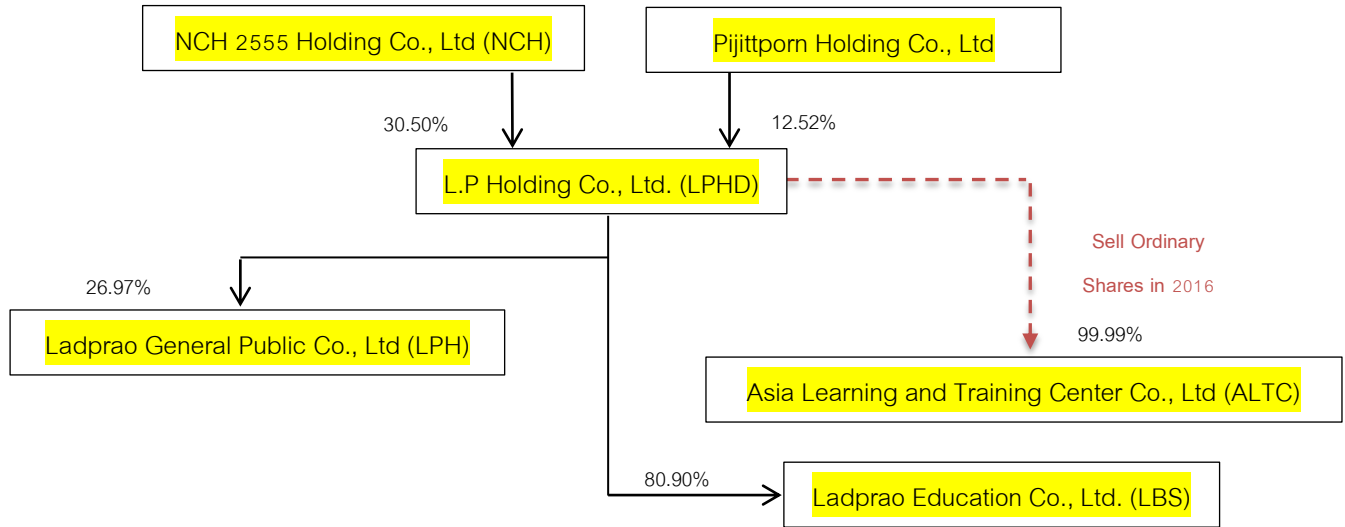 NCH 2555 Holding Co., Ltd (NCH)
Pijittporn Holding Co., Ltd
30.50%
12.52%
L.P Holding Co., Ltd. (LPHD)
Sell Ordinary
Shares in 2016
26.97%
99.99%
Ladprao General Public Co., Ltd (LPH)
Asia Learning and Training Center Co., Ltd (ALTC)
80.90%
Ladprao Education Co., Ltd. (LBS)